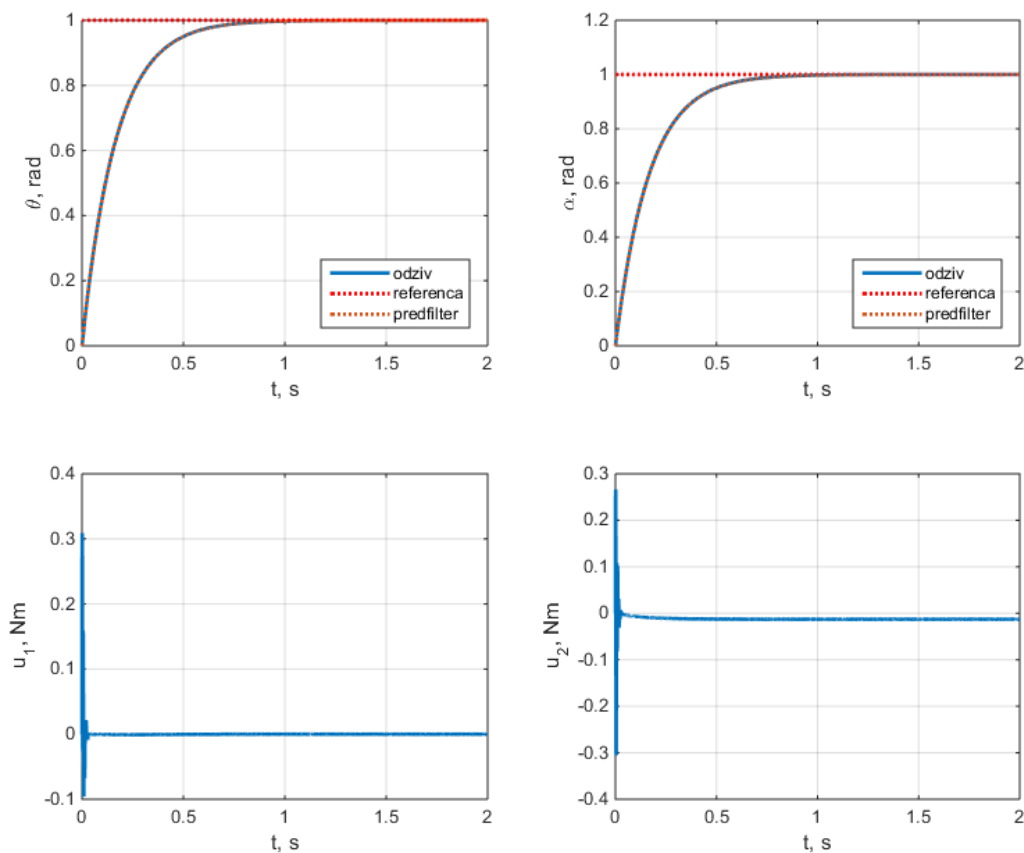 1
0.8
0.6
0.4
0.2
0
θ, rad
odziv
referenca
predfilter
0 0.5 1 1.5 2
t, s
1.2
1
0.8
0.6
0.4
0.2
0
α, rad
odziv
referenca
predfilter
0 0.5 1 1.5 2
t, s
0.4
0.3
0.2
0.1
0
-0.1
u₁, Nm
0 0.5 1 1.5 2
t, s
0.3
0.2
0.1
0
-0.1
-0.2
-0.3
-0.4
u₂, Nm
0 0.5 1 1.5 2
t, s